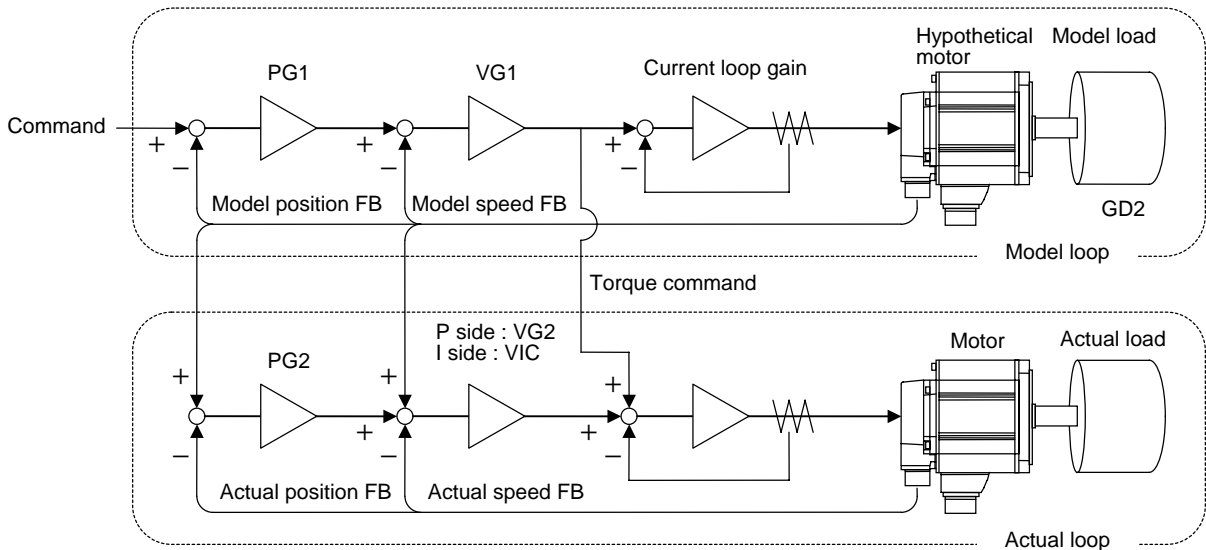 Hypothetical
motor
Model load
PG1
VG1
Current loop gain
Command
+
−
+
−
+
−
Model position FB
Model speed FB
GD2
Model loop
Torque command
P side : VG2
I side : VIC
PG2
Motor
Actual load
+
+
+
−
+
−
+
−
Actual position FB
Actual speed FB
Actual loop